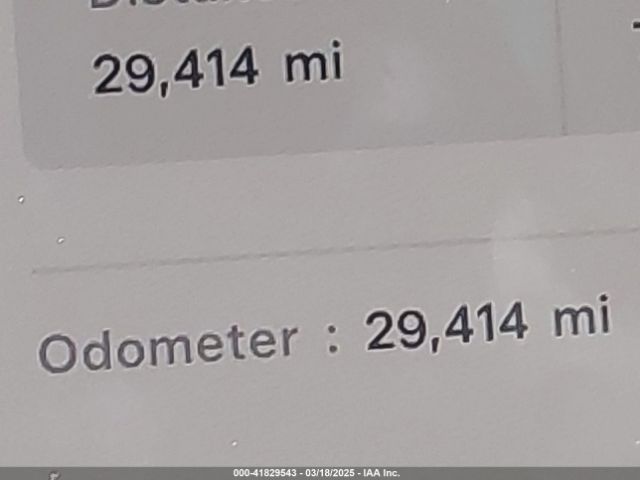 29,414 mi
Odometer : 29,414 mi
000-41829543 - 03/18/2025 - IAA Inc.